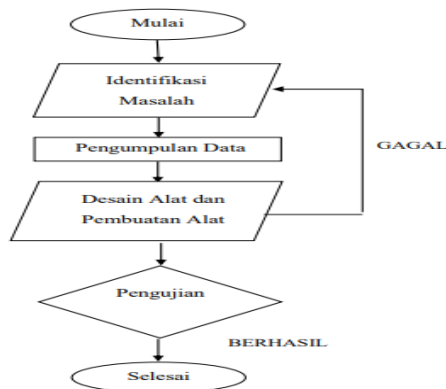 Mulai
Identifikasi
Masalah
Pengumpulan Data
GAGAL
Desain Alat dan
Pembuatan Alat
Pengujian
BERHASIL
Selesai